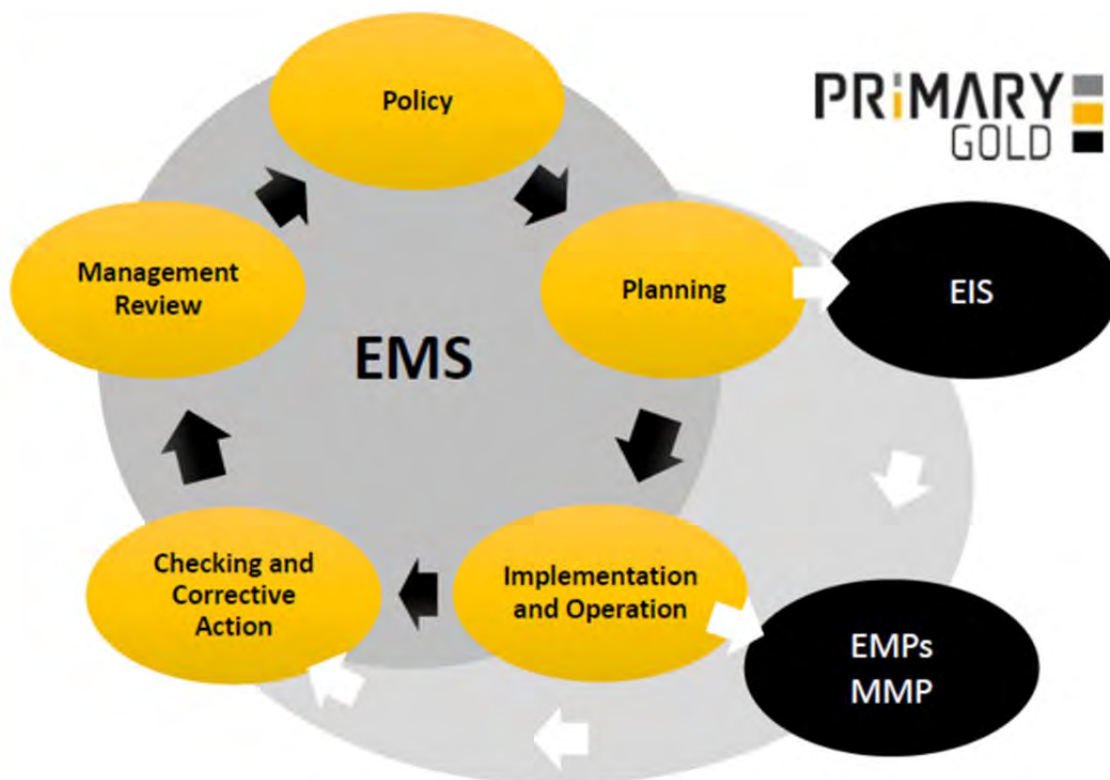 Policy
PRiMARY
GOLD
Management
Review
Planning
EIS
EMS
Checking and
Corrective
Action
Implementation
and Operation
EMPs
MMP